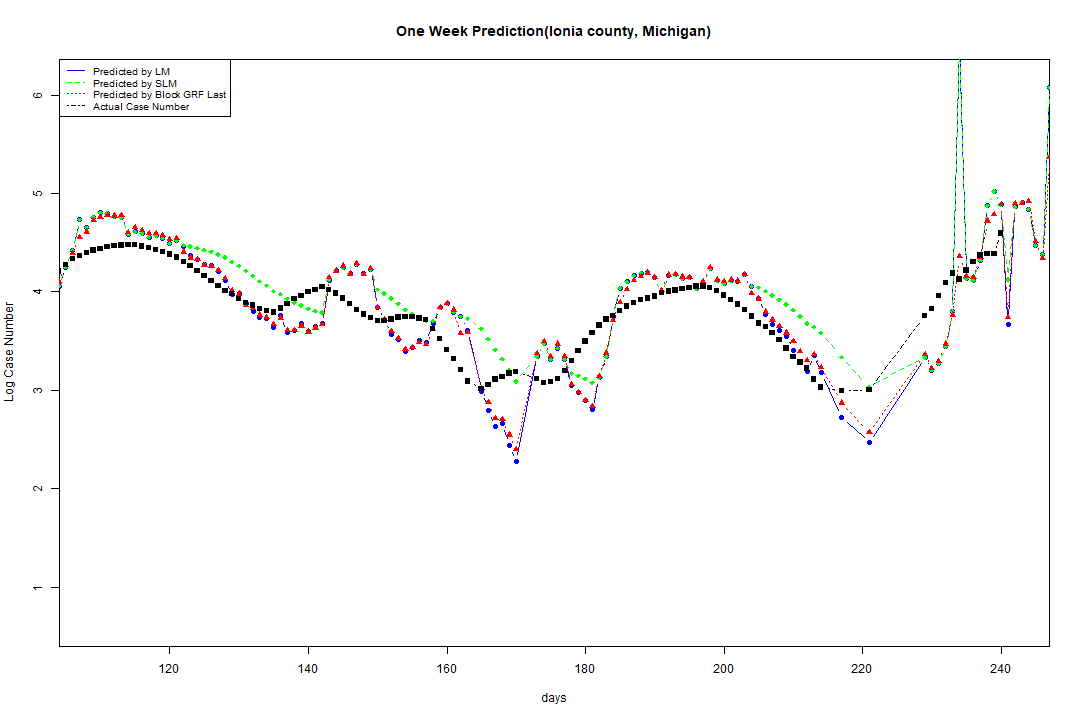 One Week Prediction(Ionia county, Michigan)
Predicted by LM
Predicted by SLM
Predicted by Block GRF Last
Actual Case Number
Log Case Number
6
5
4
3
2
1
120 140 160 180 200 220 240
days